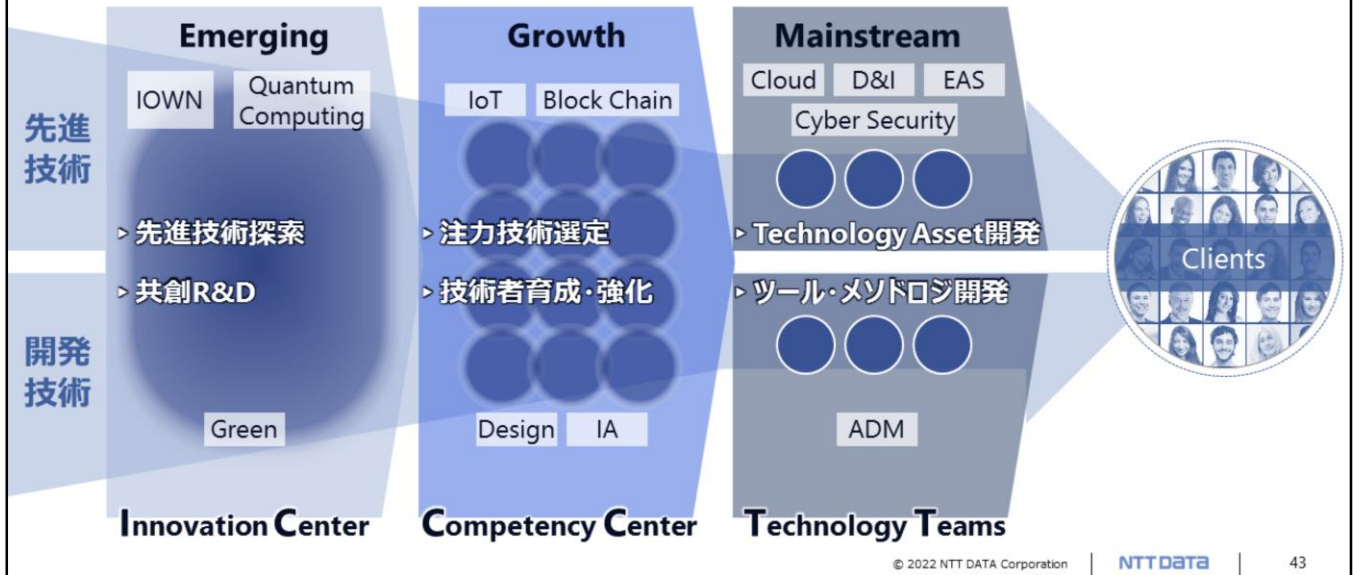 Emerging
Growth
Mainstream
IOWN
Quantum
Computing
IoT
Block Chain
Cloud
D&I
EAS
Cyber Security
先進
技術
▹先進技術探索
▹注力技術選定
▹Technology Asset開発
Clients
▹共創R&D
▹技術者育成・強化
▹ツール・メソドロジ開発
開発
技術
Green
Design
IA
ADM
Innovation Center
Competency Center
Technology Teams
© 2022 NTT DATA Corporation
NTT DATA
43